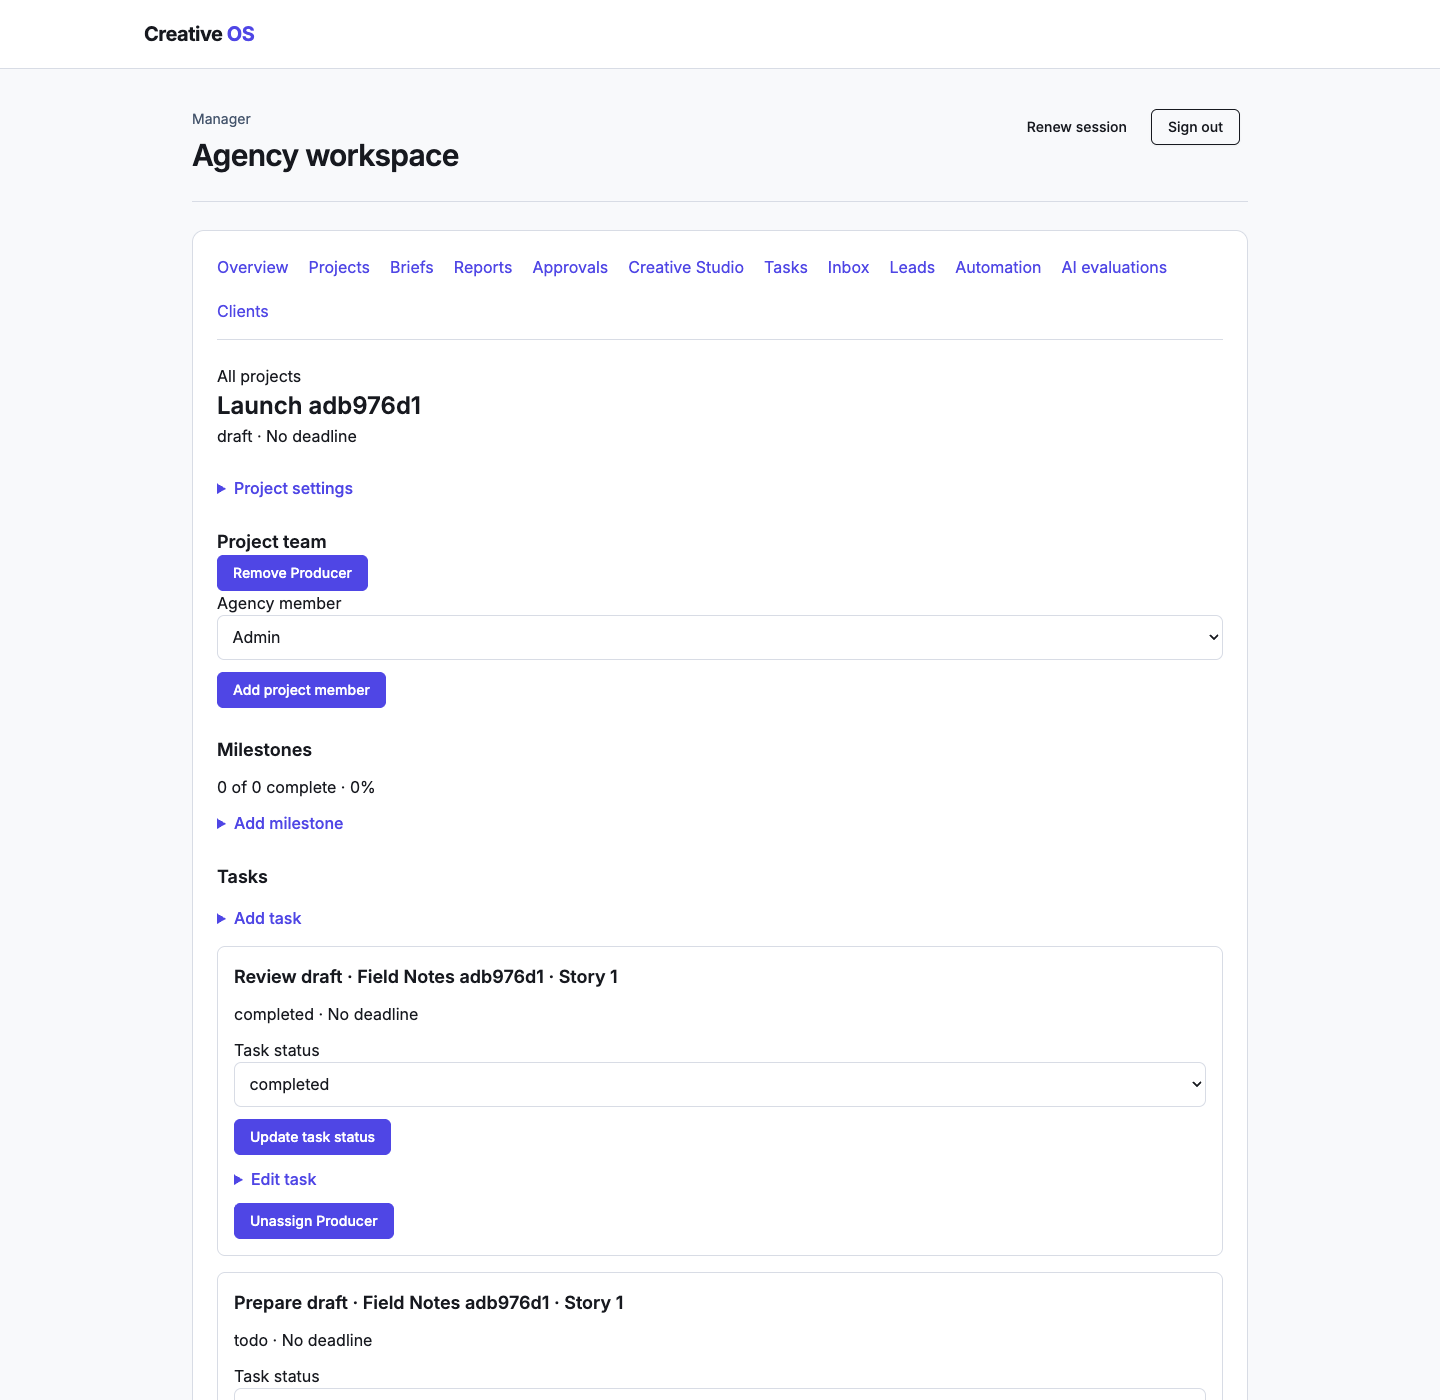 Creative OS
Manager
Agency workspace
Renew session
Sign out
Overview Projects Briefs Reports Approvals Creative Studio Tasks Inbox Leads Automation AI evaluations
Clients
All projects
Launch adb976d1
draft · No deadline
Project settings
Project team
Remove Producer
Agency member
Admin
Add project member
Milestones
0 of 0 complete · 0%
Add milestone
Tasks
Add task
Review draft · Field Notes adb976d1 · Story 1
completed · No deadline
Task status
completed
Update task status
Edit task
Unassign Producer
Prepare draft · Field Notes adb976d1 · Story 1
todo · No deadline
Task status